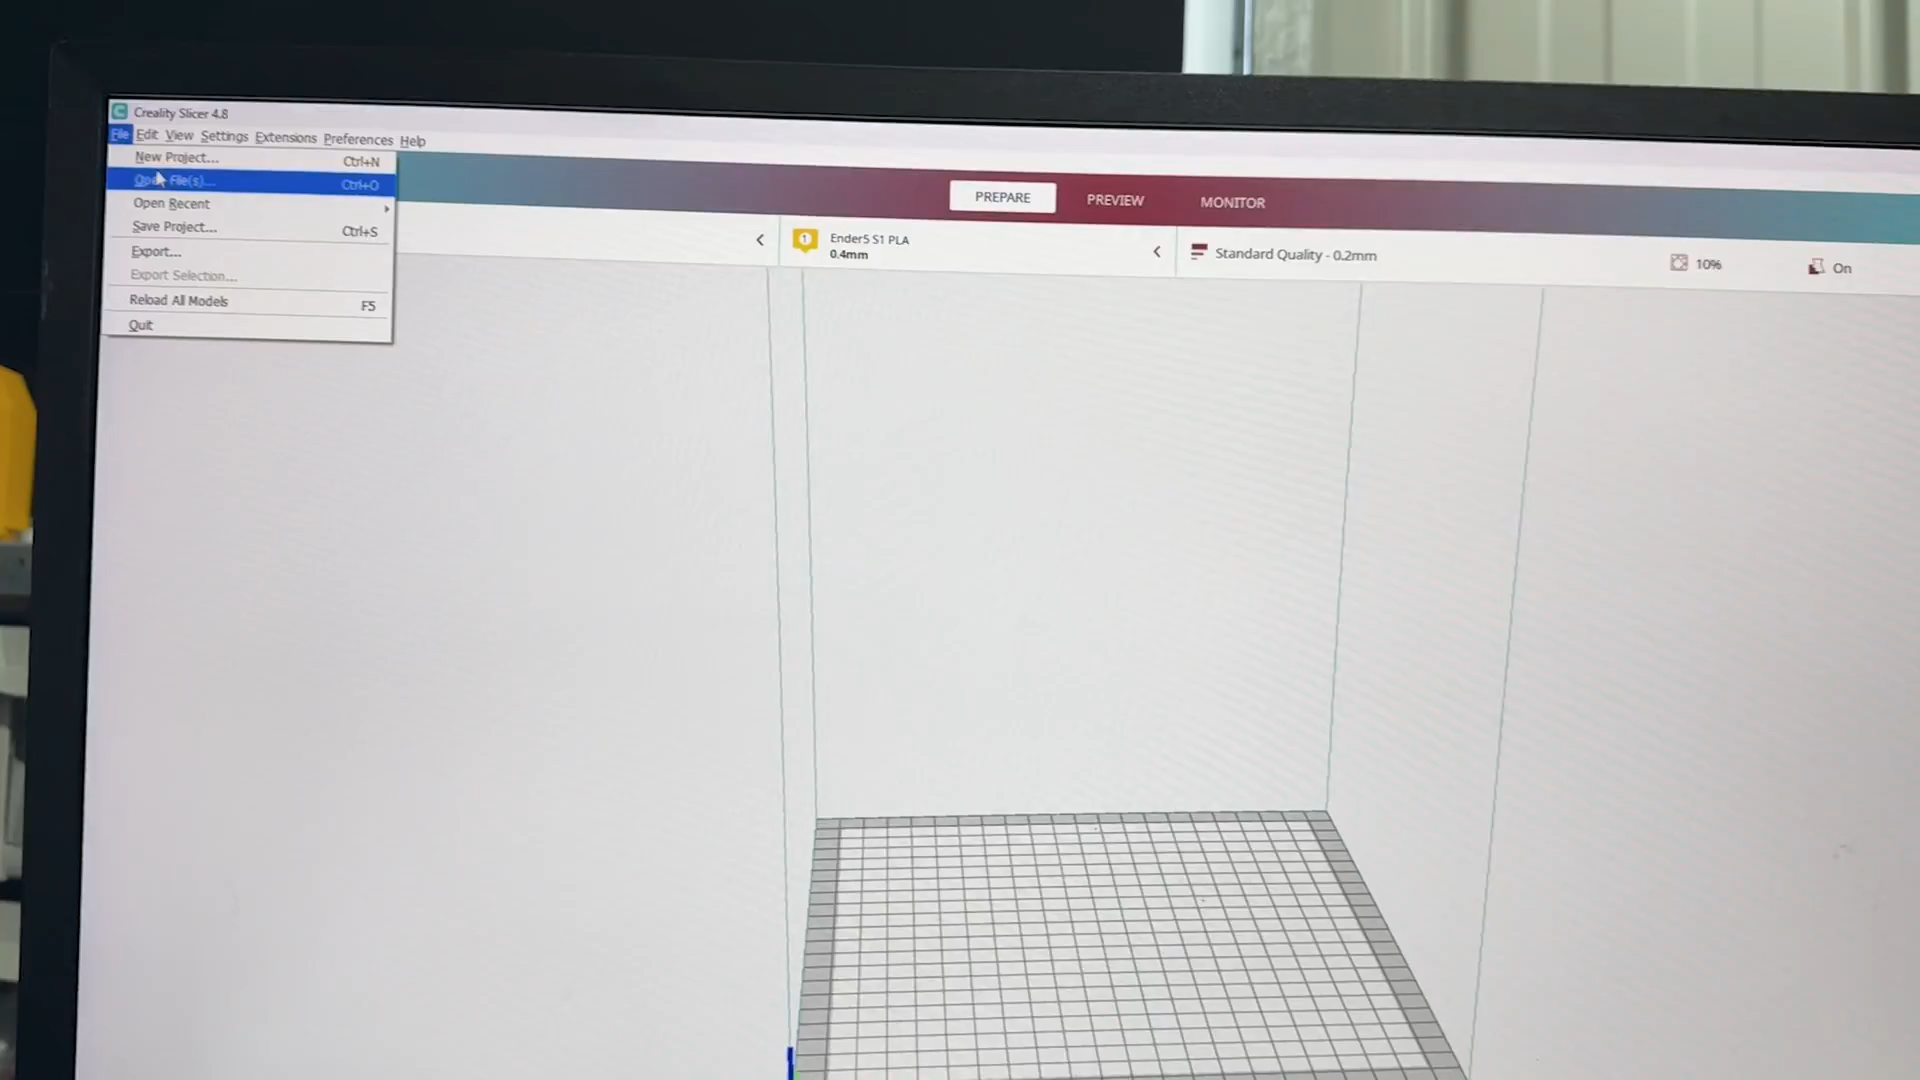 Creality Slicer 4.8
File Edit View Settings Extensions Preferences Help
New Project... Ctrl+N
Open File(s)... Ctrl+O
Open Recent
Save Project... Ctrl+S
Export...
Export Selection...
Reload All Models F5
Quit
PREPARE PREVIEW MONITOR
1 Ender5 S1 PLA
0.4mm
Standard Quality - 0.2mm
10%
On